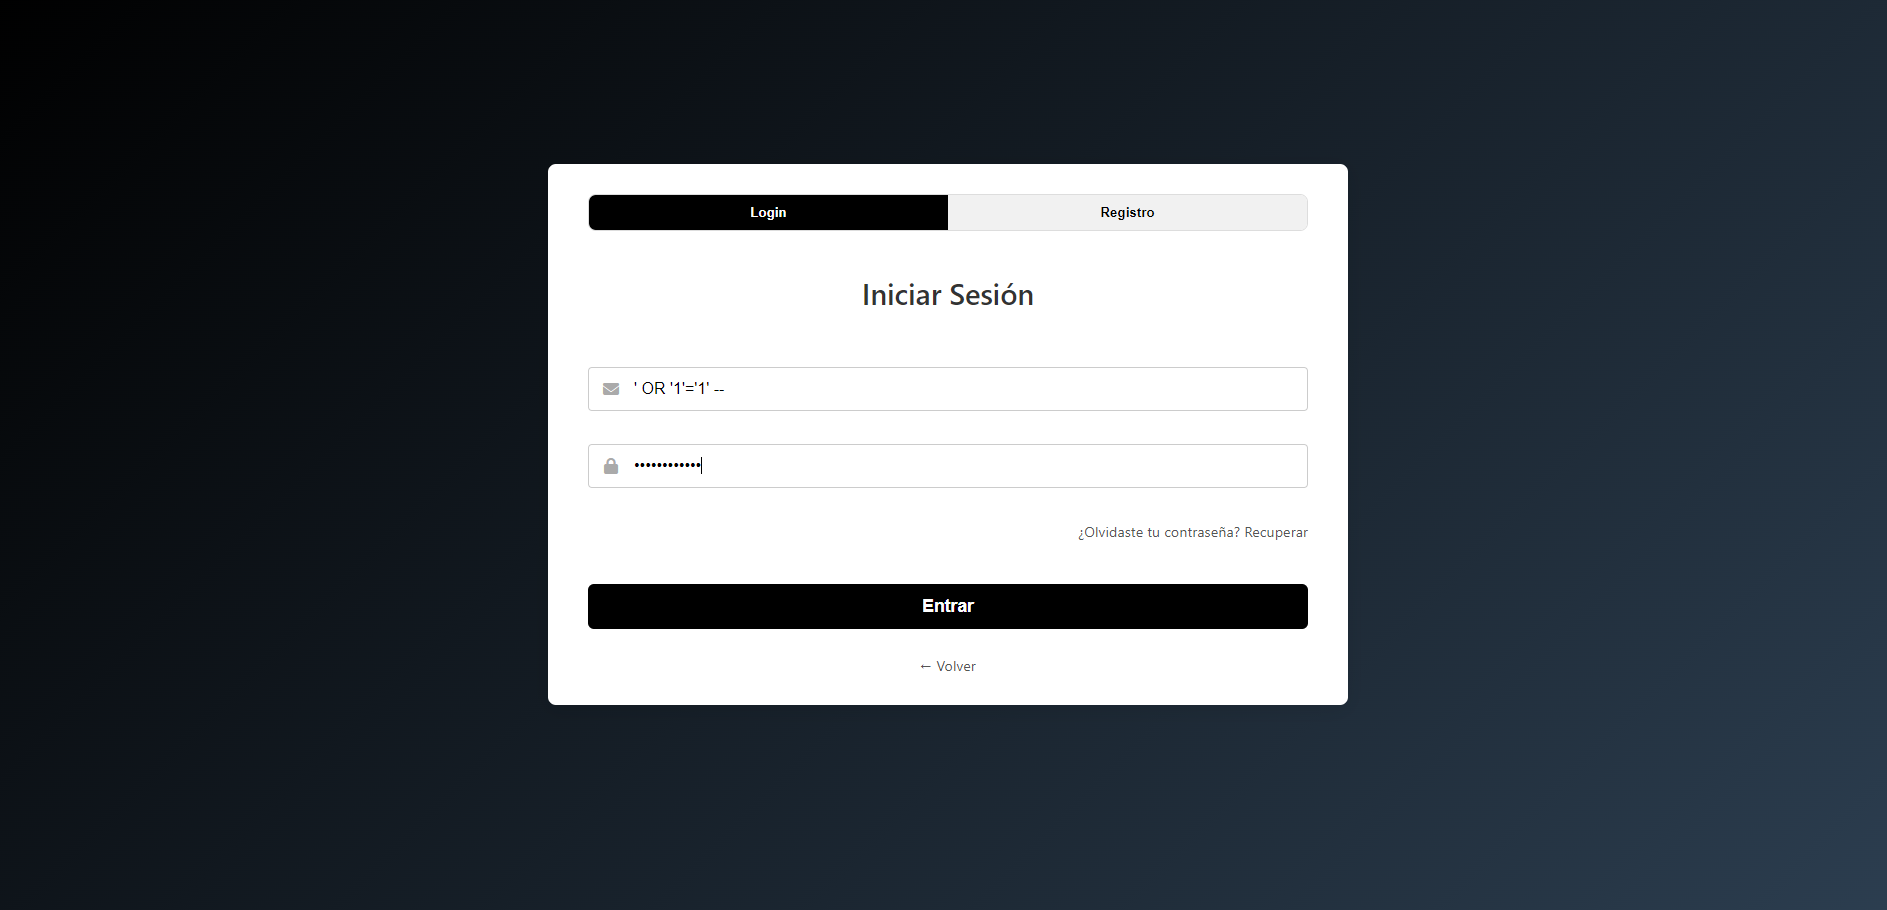 Login Registro
Iniciar Sesión
' OR '1'='1' --
••••••••••••
¿Olvidaste tu contraseña? Recuperar
Entrar
← Volver